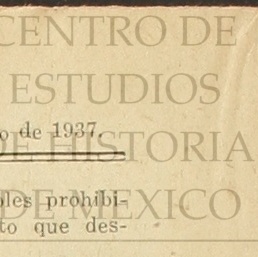 CENTRO DE
ESTUDIOS
o de 1937.
DE HISTORIA
oles prohibi-
DE MEXICO
to que des-